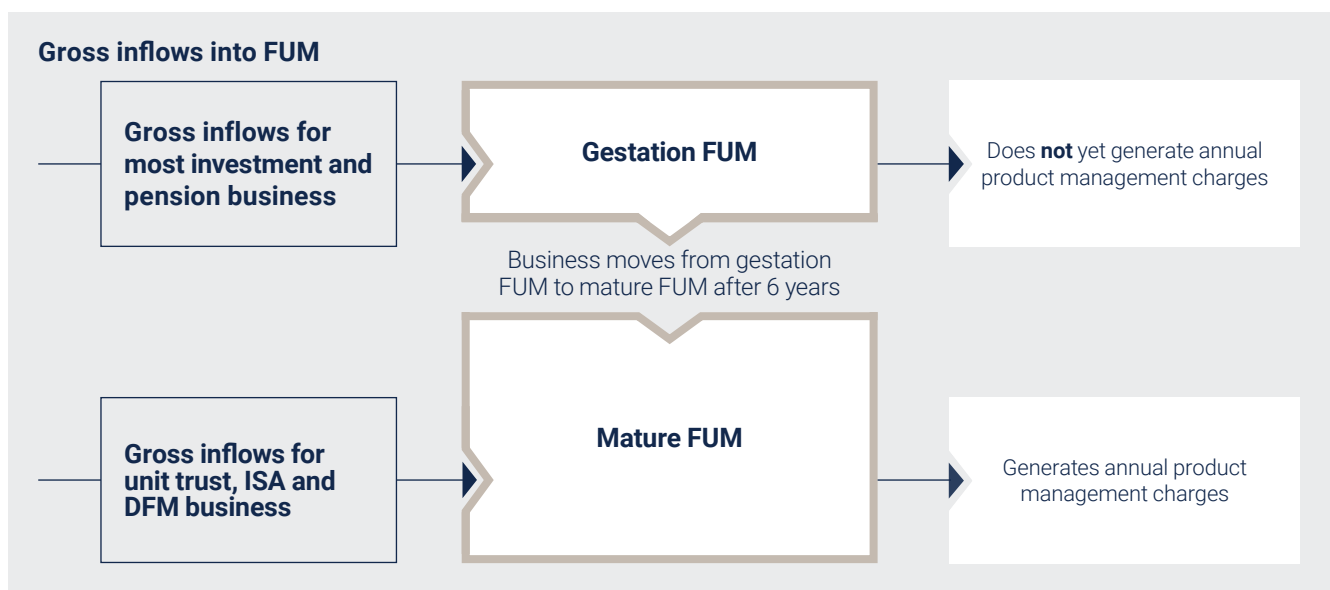 Gross inflows into FUM
Gross inflows for
most investment and
pension business
Gestation FUM
Does not yet generate annual
product management charges
Business moves from gestation
FUM to mature FUM after 6 years
Gross inflows for
unit trust, ISA and
DFM business
Mature FUM
Generates annual product
management charges